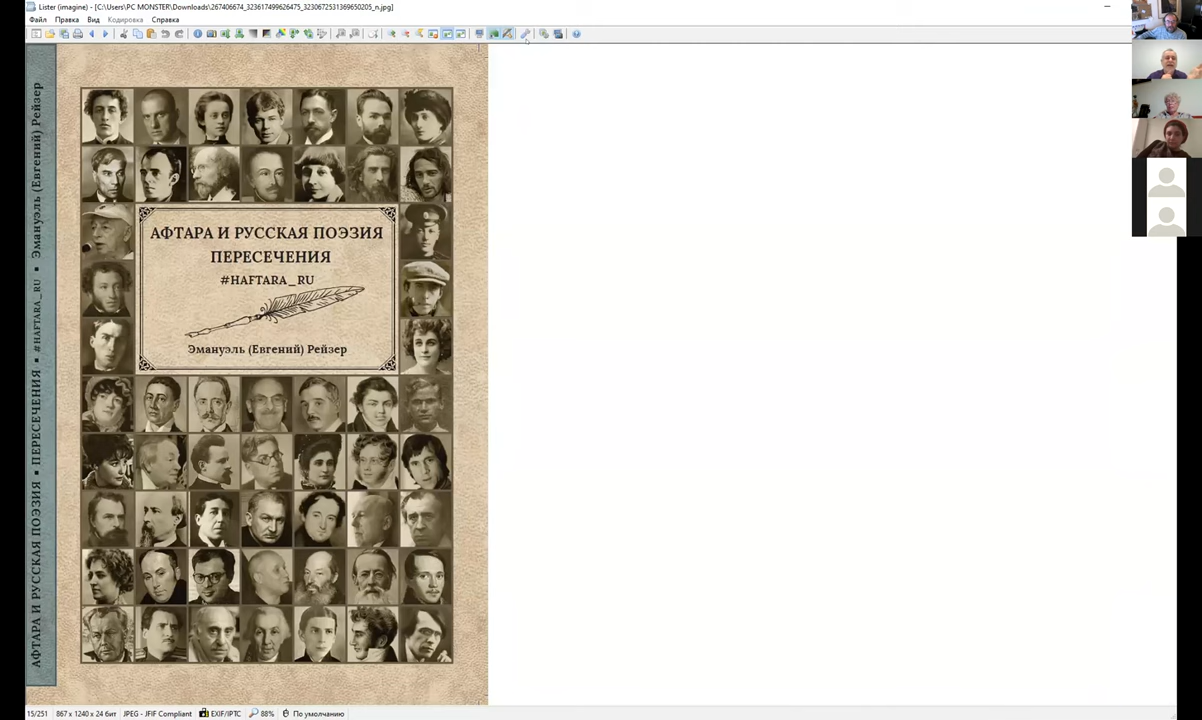 Lister (imagine) - [C:\Users\PC MONSTER\Downloads\267406674_323617499626475_3230672531369650205_n.jpg]
Файл Правка Вид Кодировка Справка
АФТАРА И РУССКАЯ ПОЭЗИЯ ▪ ПЕРЕСЕЧЕНИЯ ▪ #HAFTARA_RU ▪ Эмануэль (Евгений) Рейзер
АФТАРА И РУССКАЯ ПОЭЗИЯ
ПЕРЕСЕЧЕНИЯ
#HAFTARA_RU
Эмануэль (Евгений) Рейзер
15/251 867 x 1240 x 24 бит JPEG - JFIF Compliant EXIF/IPTC 88% По умолчанию